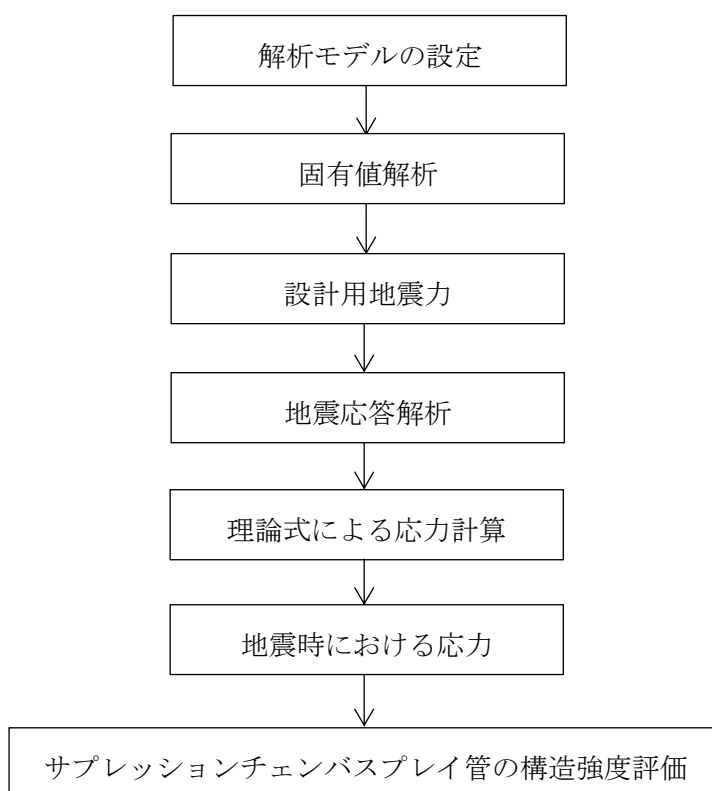 解析モデルの設定
固有値解析
設計用地震力
地震応答解析
理論式による応力計算
地震時における応力
サプレッションチェンバスプレイ管の構造強度評価